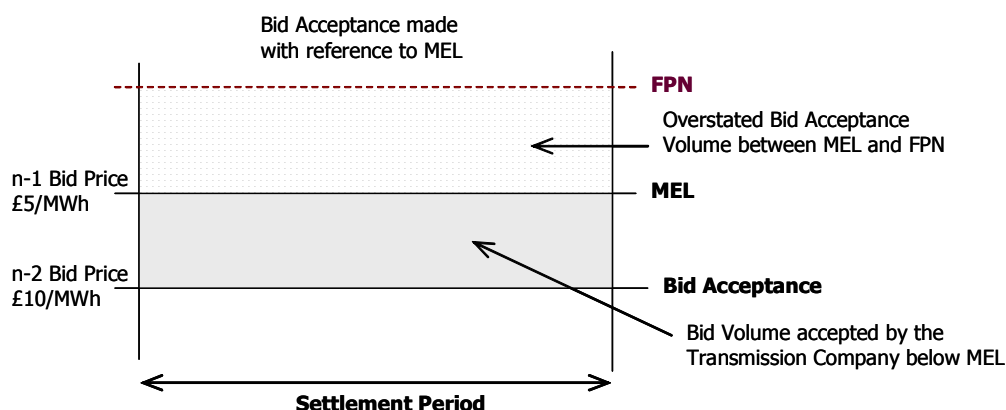 Bid Acceptance made
with reference to MEL
FPN
Overstated Bid Acceptance
Volume between MEL and FPN
n-1 Bid Price
£5/MWh
MEL
n-2 Bid Price
£10/MWh
Bid Acceptance
Bid Volume accepted by the
Transmission Company below MEL
Settlement Period